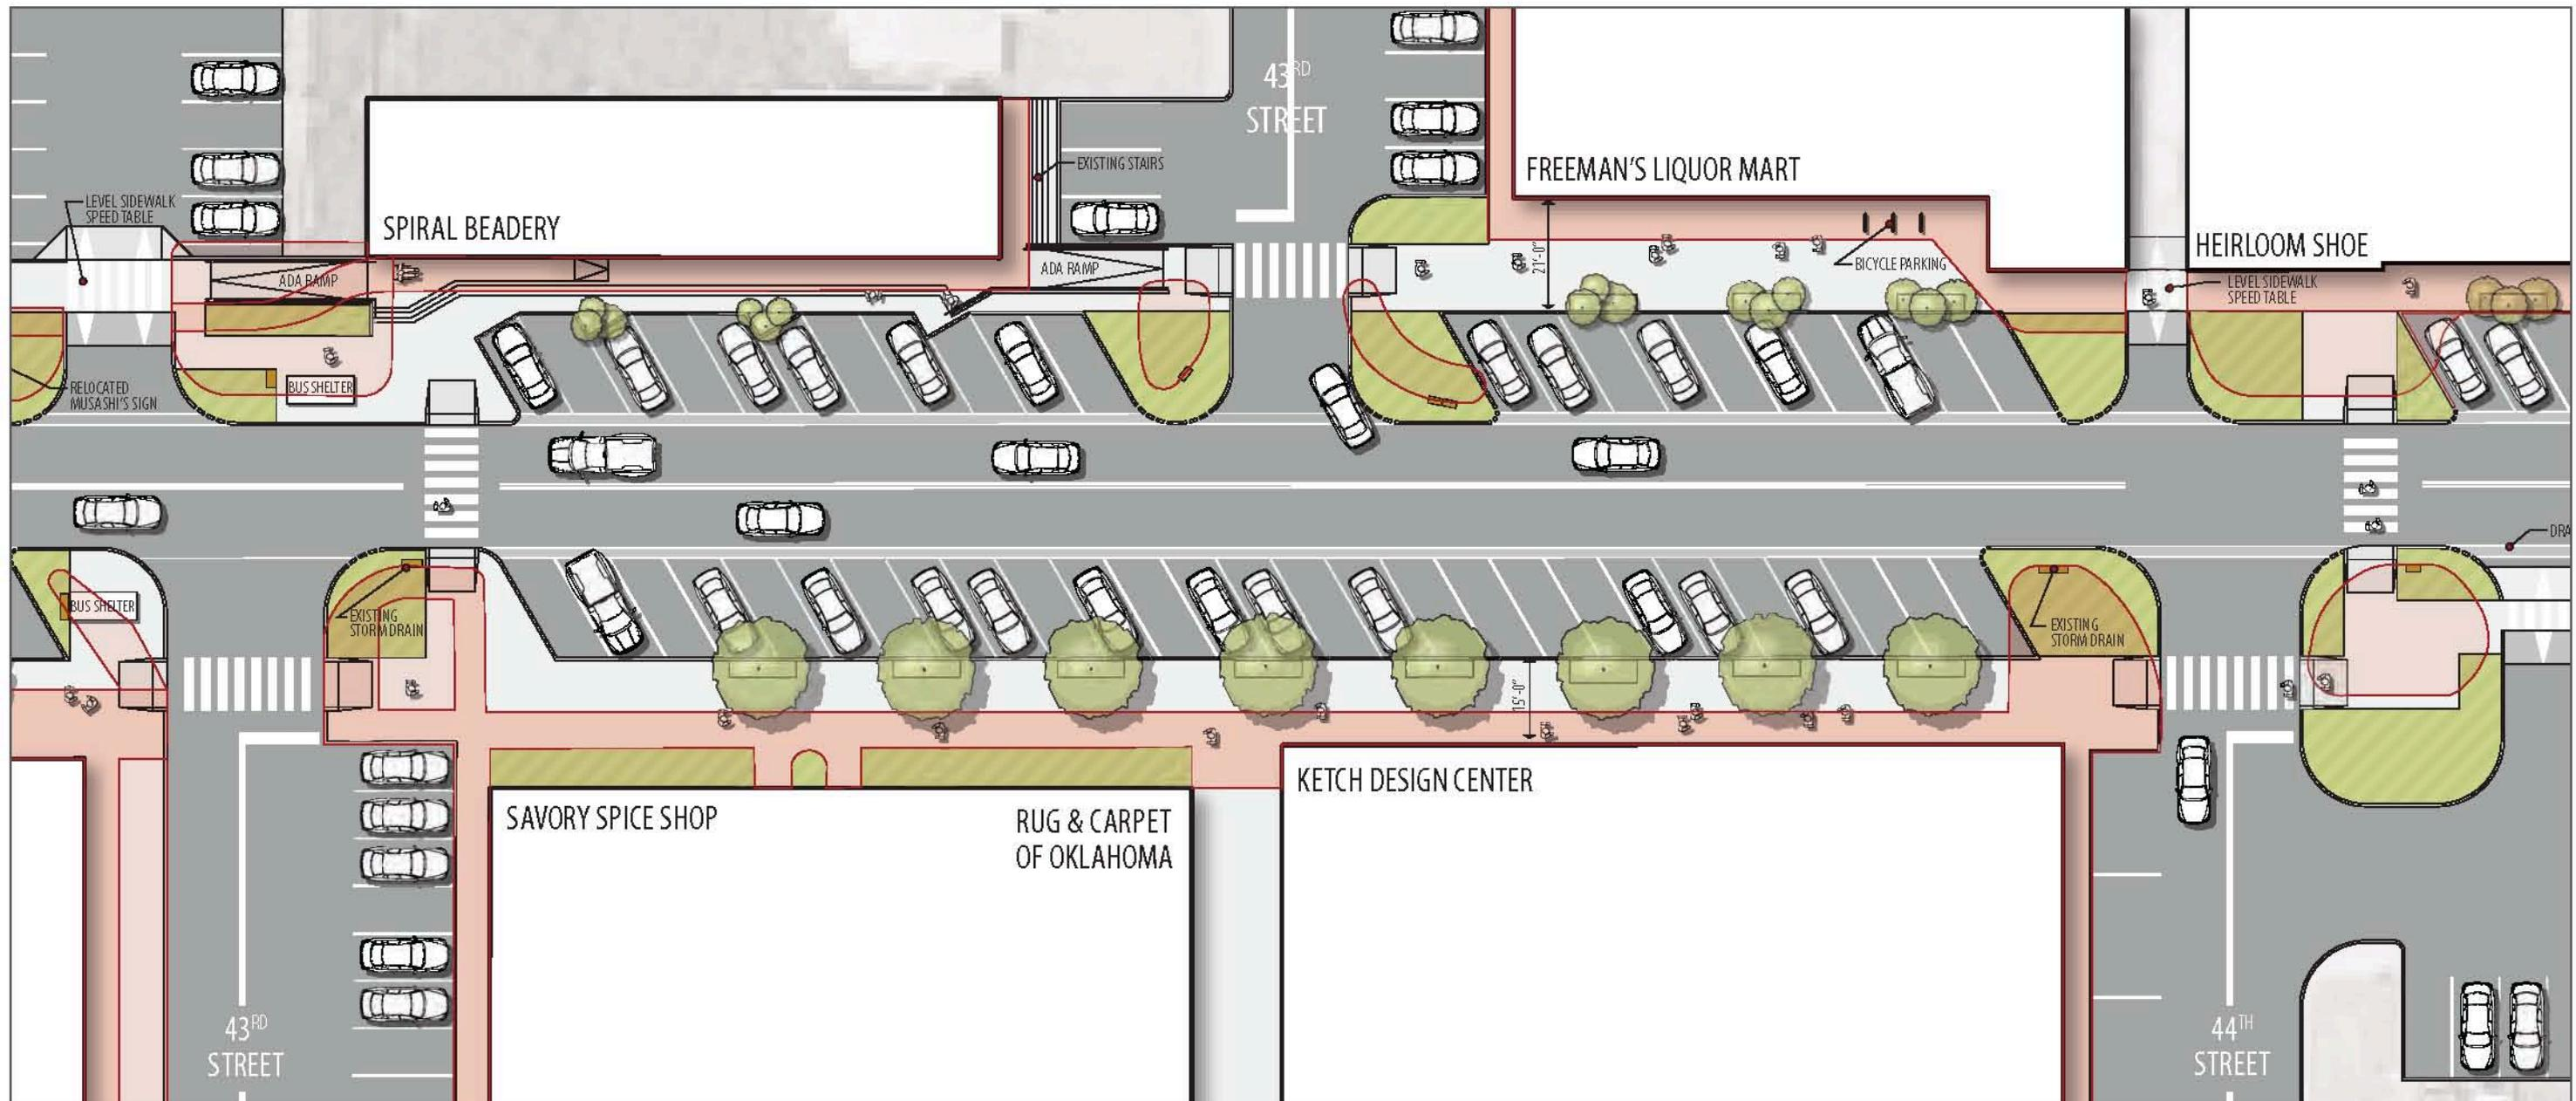 43RD
STREET
EXISTING STAIRS
FREEMAN'S LIQUOR MART
LEVEL SIDEWALK
SPEED TABLE
SPIRAL BEADERY
HEIRLOOM SHOE
ADA RAMP
ADA RAMP
21'-0"
BICYCLE PARKING
LEVEL SIDEWALK
SPEED TABLE
RELOCATED
MUSASHI'S SIGN
BUS SHELTER
DRA
BUS SHELTER
EXISTING
STORM DRAIN
EXISTING
STORM DRAIN
15'-0"
KETCH DESIGN CENTER
SAVORY SPICE SHOP
RUG & CARPET
OF OKLAHOMA
43RD
STREET
44TH
STREET